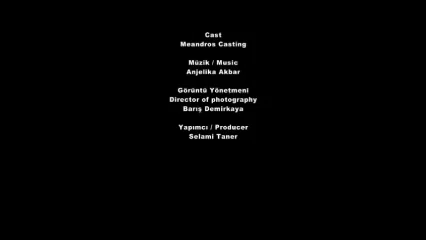 Cast
Meandros Casting
Müzik / Music
Anjelika Akbar
Görüntü Yönetmeni
Director of photography
Barış Demirkaya
Yapımcı / Producer
Selami Taner